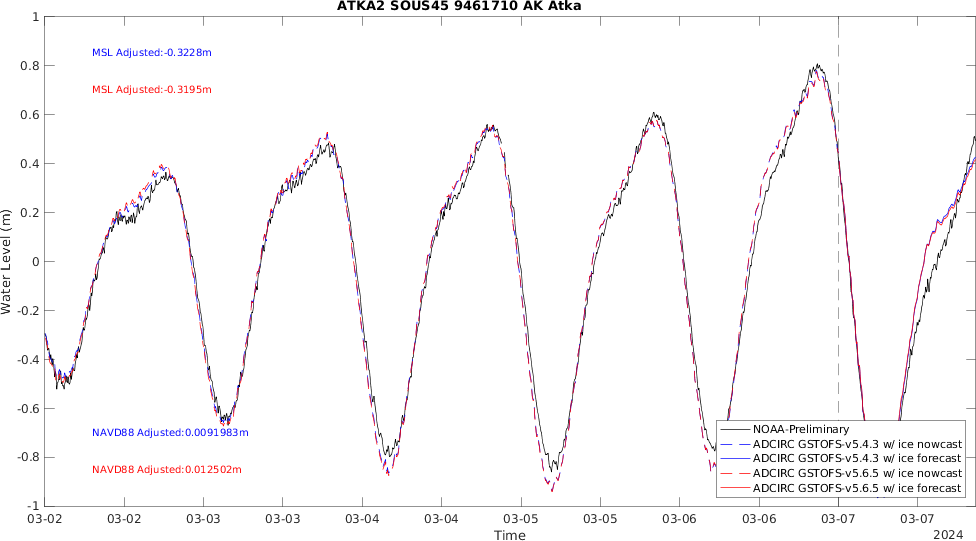 ATKA2 SOUS45 9461710 AK Atka
1
0.8
0.6
0.4
0.2
0
-0.2
-0.4
-0.6
-0.8
-1
Water Level (m)
MSL Adjusted:-0.3228m
MSL Adjusted:-0.3195m
NAVD88 Adjusted:0.0091983m
NAVD88 Adjusted:0.012502m
NOAA-Preliminary
ADCIRC GSTOFS-v5.4.3 w/ ice nowcast
ADCIRC GSTOFS-v5.4.3 w/ ice forecast
ADCIRC GSTOFS-v5.6.5 w/ ice nowcast
ADCIRC GSTOFS-v5.6.5 w/ ice forecast
03-02 03-02 03-03 03-03 03-04 03-04 03-05 03-05 03-06 03-06 03-07 03-07
Time
2024